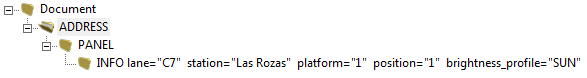 Document
ADDRESS
PANEL
INFO lane="C7" station="Las Rozas" platform="1" position="1" brightness_profile="SUN"